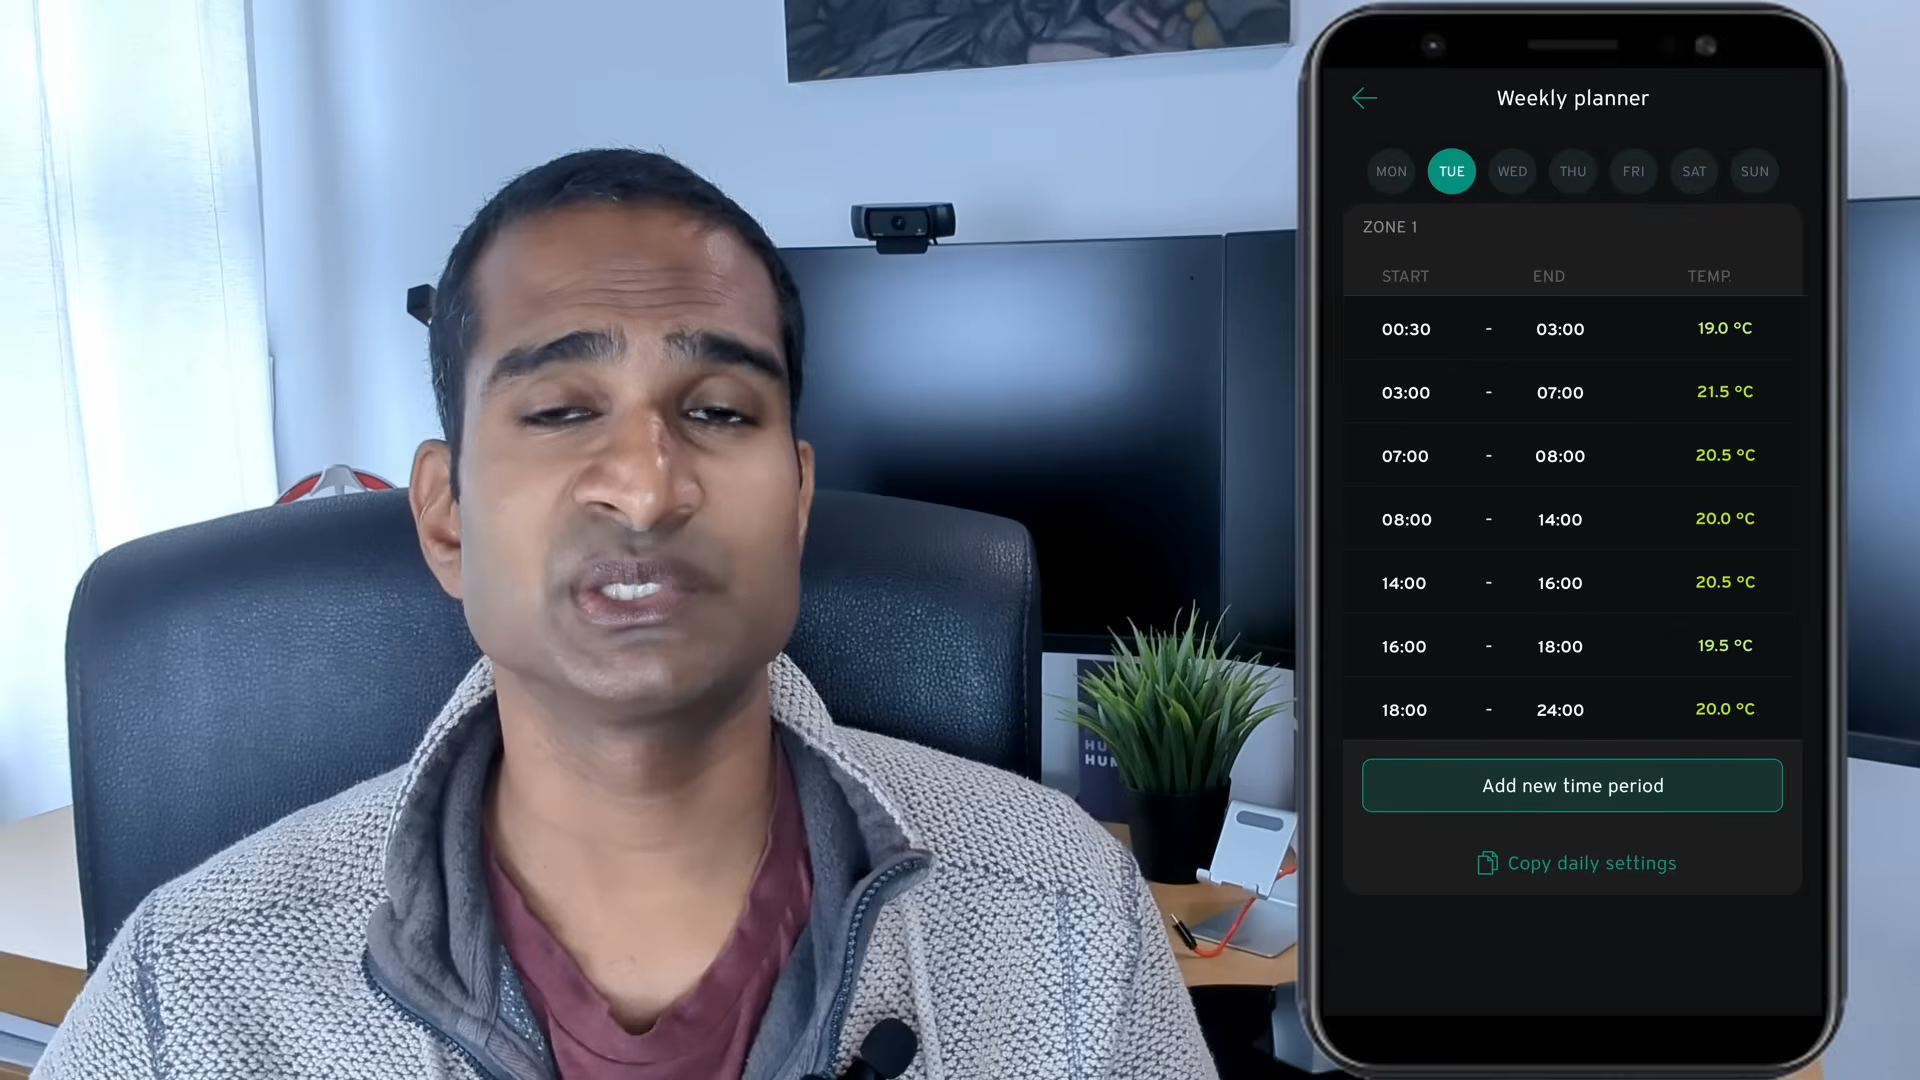 Weekly planner
MON TUE WED THU FRI SAT SUN
ZONE 1
START END TEMP.
00:30 - 03:00 19.0 °C
03:00 - 07:00 21.5 °C
07:00 - 08:00 20.5 °C
08:00 - 14:00 20.0 °C
14:00 - 16:00 20.5 °C
16:00 - 18:00 19.5 °C
18:00 - 24:00 20.0 °C
Add new time period
Copy daily settings